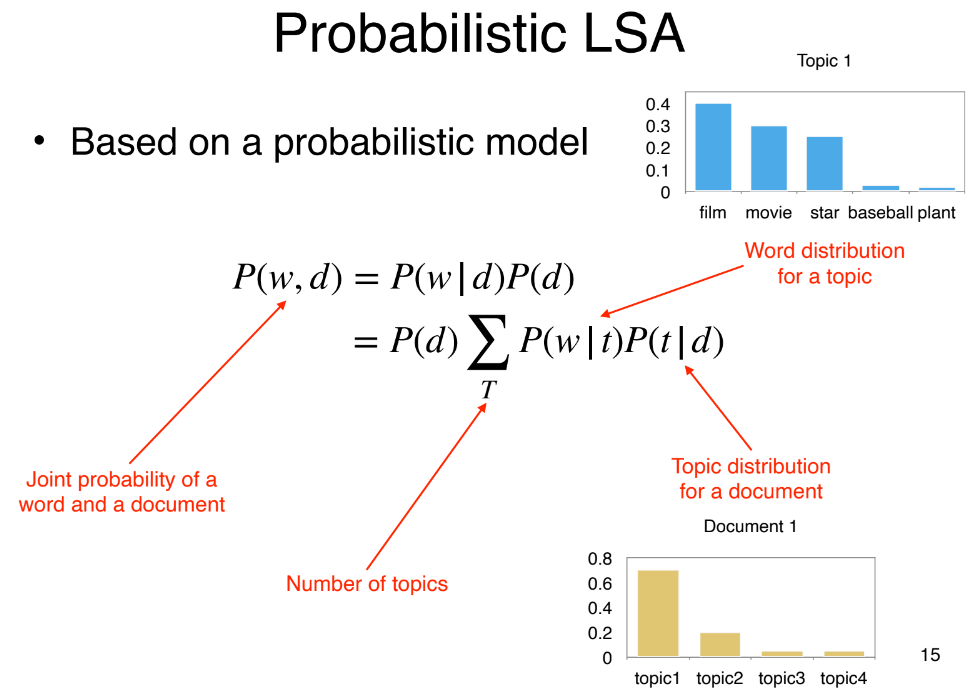 Probabilistic LSA
• Based on a probabilistic model
Topic 1
0.4
0.3
0.2
0.1
0
film movie star baseball plant
Word distribution
for a topic
P(w, d) = P(w | d)P(d)
= P(d) ∑ P(w | t)P(t | d)
T
Joint probability of a
word and a document
Number of topics
Topic distribution
for a document
Document 1
0.8
0.6
0.4
0.2
0
topic1 topic2 topic3 topic4
15